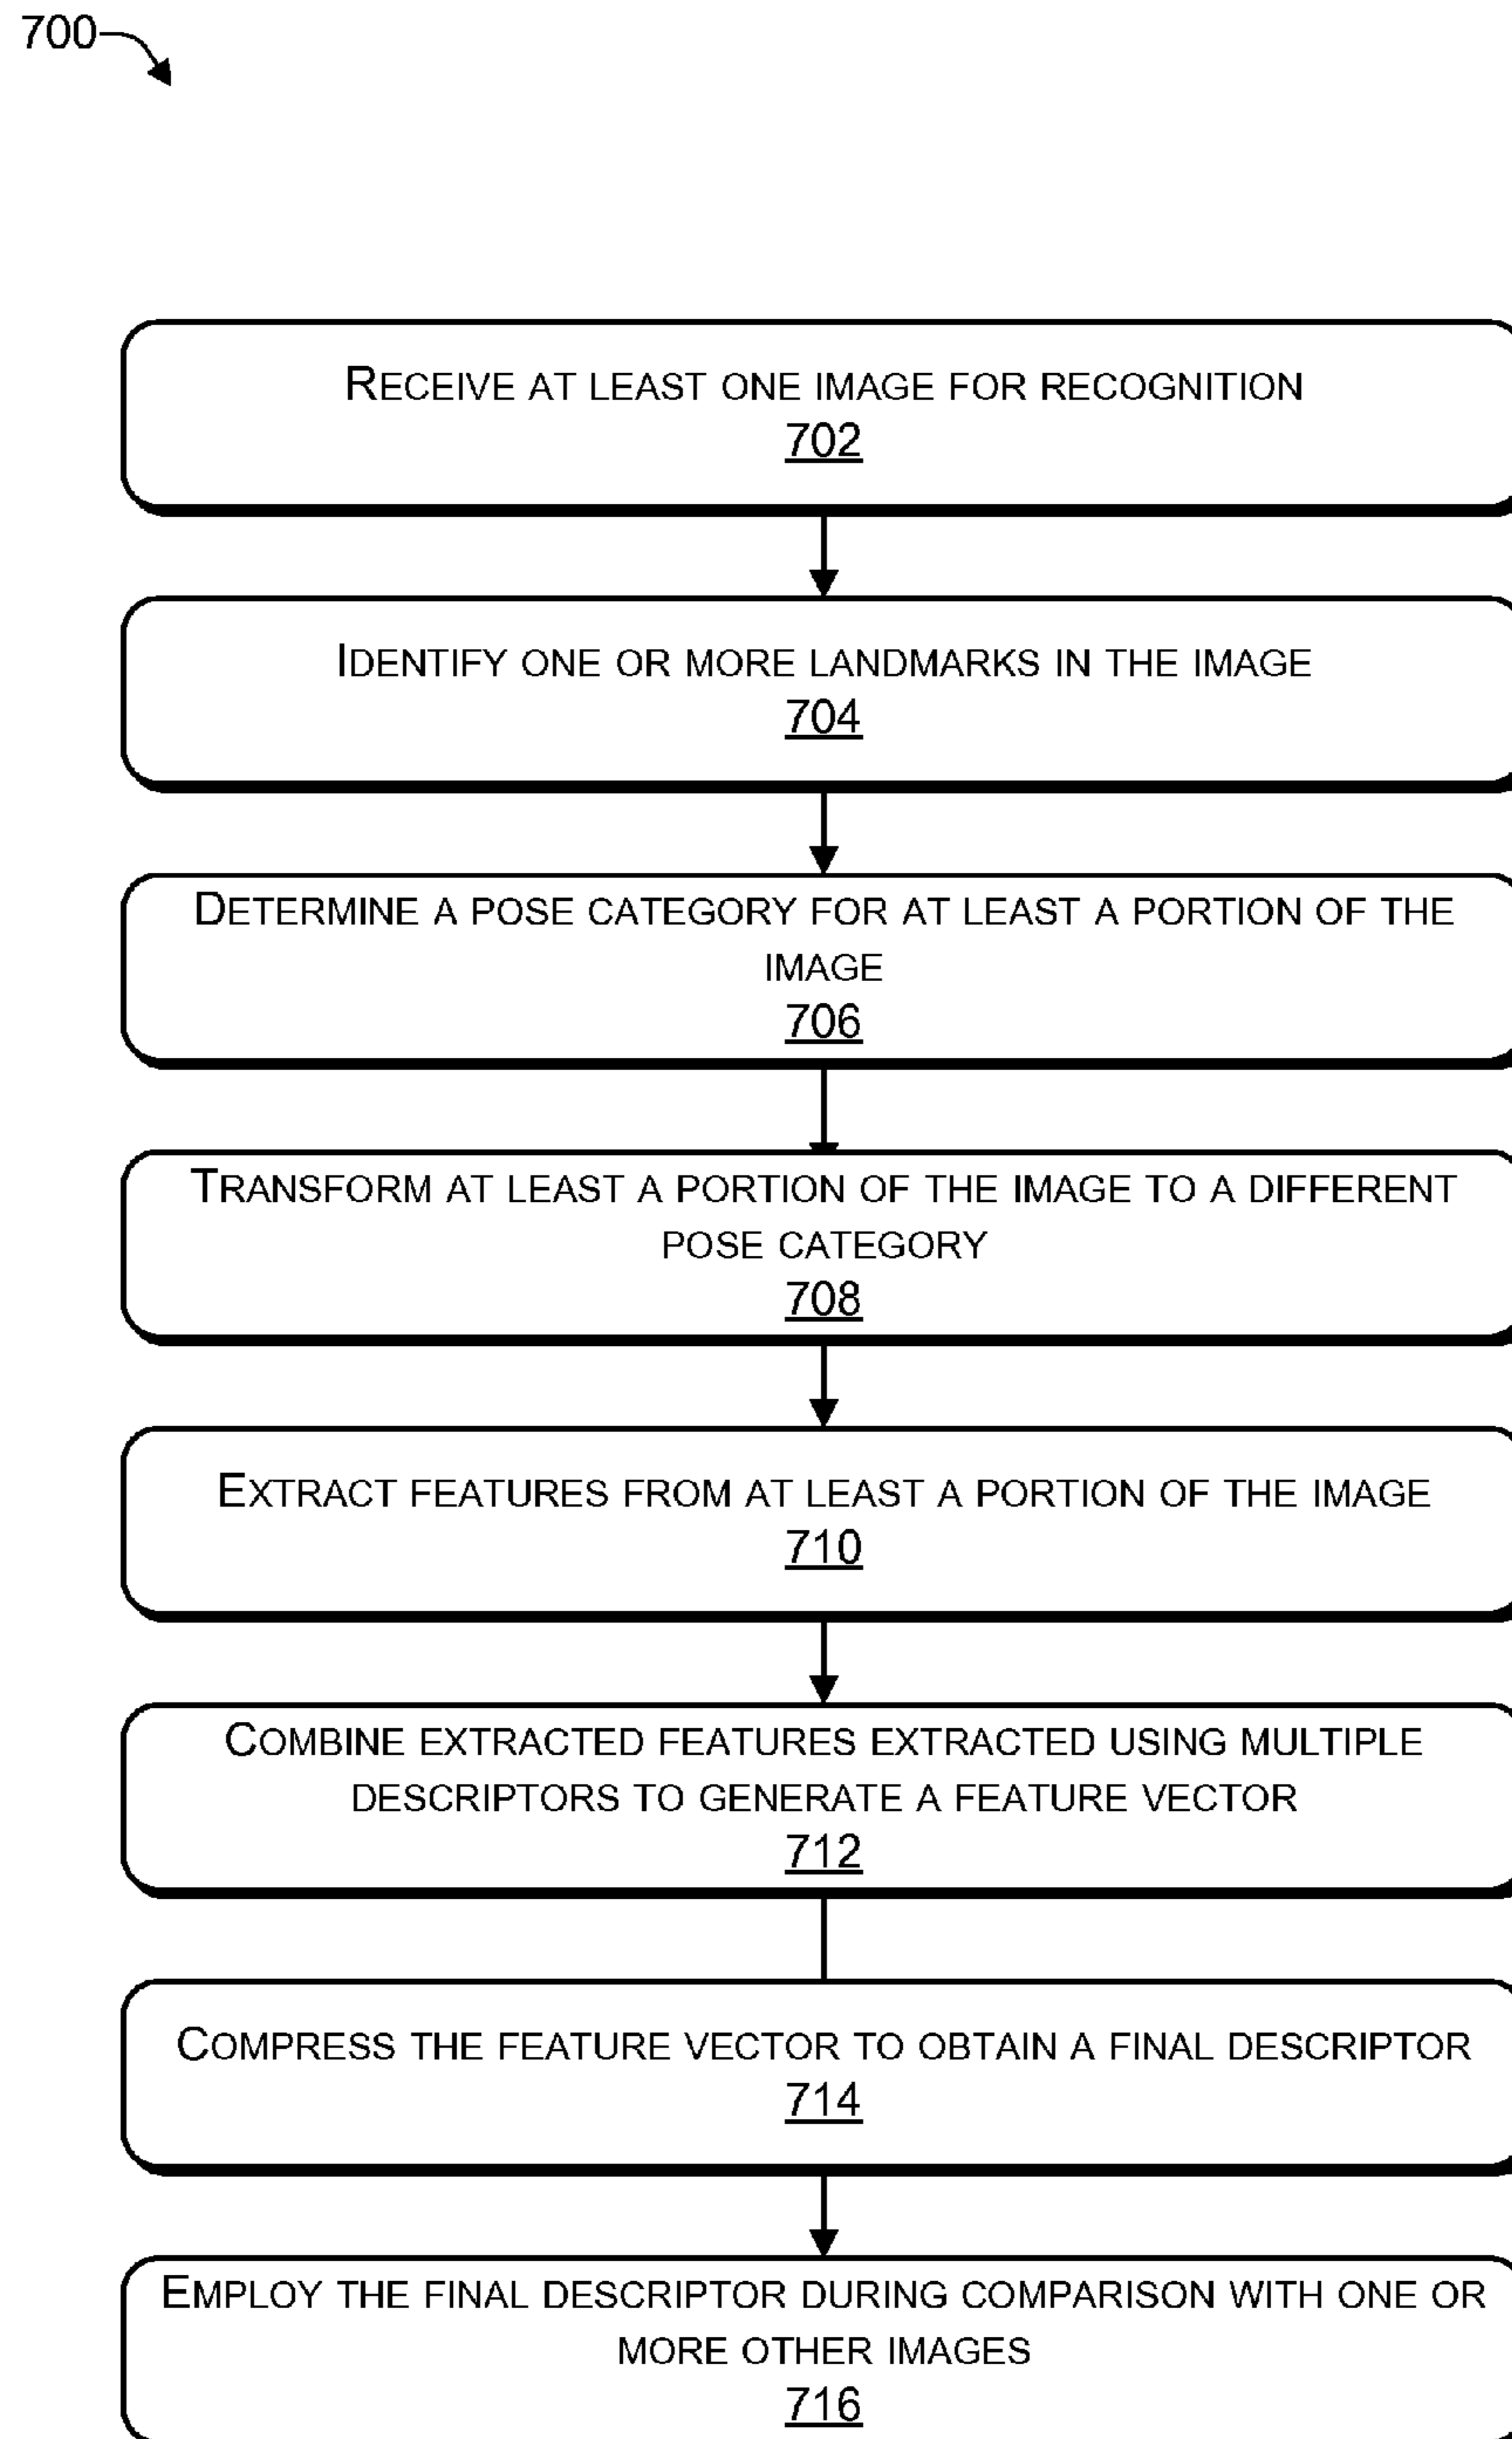 700
RECEIVE AT LEAST ONE IMAGE FOR RECOGNITION
702
IDENTIFY ONE OR MORE LANDMARKS IN THE IMAGE
704
DETERMINE A POSE CATEGORY FOR AT LEAST A PORTION OF THE
IMAGE
706
TRANSFORM AT LEAST A PORTION OF THE IMAGE TO A DIFFERENT
POSE CATEGORY
708
EXTRACT FEATURES FROM AT LEAST A PORTION OF THE IMAGE
710
COMBINE EXTRACTED FEATURES EXTRACTED USING MULTIPLE
DESCRIPTORS TO GENERATE A FEATURE VECTOR
712
COMPRESS THE FEATURE VECTOR TO OBTAIN A FINAL DESCRIPTOR
714
EMPLOY THE FINAL DESCRIPTOR DURING COMPARISON WITH ONE OR
MORE OTHER IMAGES
716